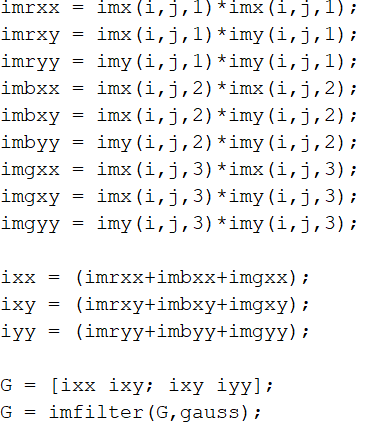 imrxx = imx(i,j,1)*imx(i,j,1);
imrxy = imx(i,j,1)*imy(i,j,1);
imryy = imy(i,j,1)*imy(i,j,1);
imbxx = imx(i,j,2)*imx(i,j,2);
imbxy = imx(i,j,2)*imy(i,j,2);
imbyy = imy(i,j,2)*imy(i,j,2);
imgxx = imx(i,j,3)*imx(i,j,3);
imgxy = imx(i,j,3)*imy(i,j,3);
imgyy = imy(i,j,3)*imy(i,j,3);
ixx = (imrxx+imbxx+imgxx);
ixy = (imrxy+imbxy+imgxy);
iyy = (imryy+imbyy+imgyy);
G = [ixx ixy; ixy iyy];
G = imfilter(G,gauss);